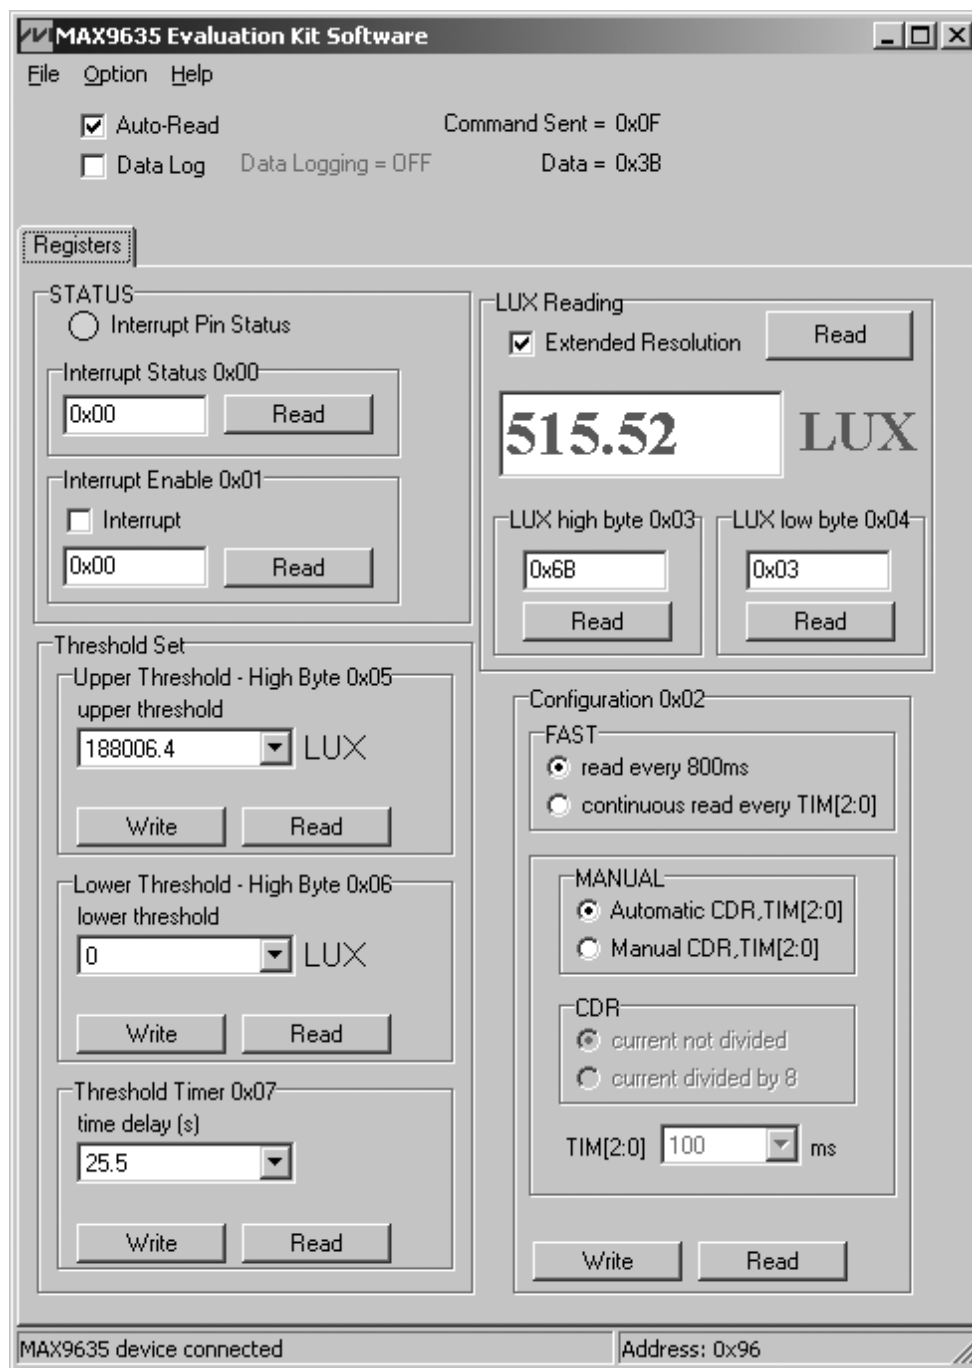 MAX9635 Evaluation Kit Software
File Option Help
Auto-Read
Command Sent = 0x0F
Data Log
Data Logging = OFF
Data = 0x3B
Registers
STATUS
Interrupt Pin Status
Interrupt Status 0x00
0x00
Read
Interrupt Enable 0x01
Interrupt
0x00
Read
LUX Reading
Extended Resolution
Read
515.52
LUX
LUX high byte 0x03
0x6B
Read
LUX low byte 0x04
0x03
Read
Threshold Set
Upper Threshold - High Byte 0x05
upper threshold
188006.4
LUX
Write
Read
Lower Threshold - High Byte 0x06
lower threshold
0
LUX
Write
Read
Threshold Timer 0x07
time delay (s)
25.5
Write
Read
Configuration 0x02
FAST
read every 800ms
continuous read every TIM[2:0]
MANUAL
Automatic CDR,TIM[2:0]
Manual CDR,TIM[2:0]
CDR
current not divided
current divided by 8
TIM[2:0]
100
ms
Write
Read
MAX9635 device connected
Address: 0x96